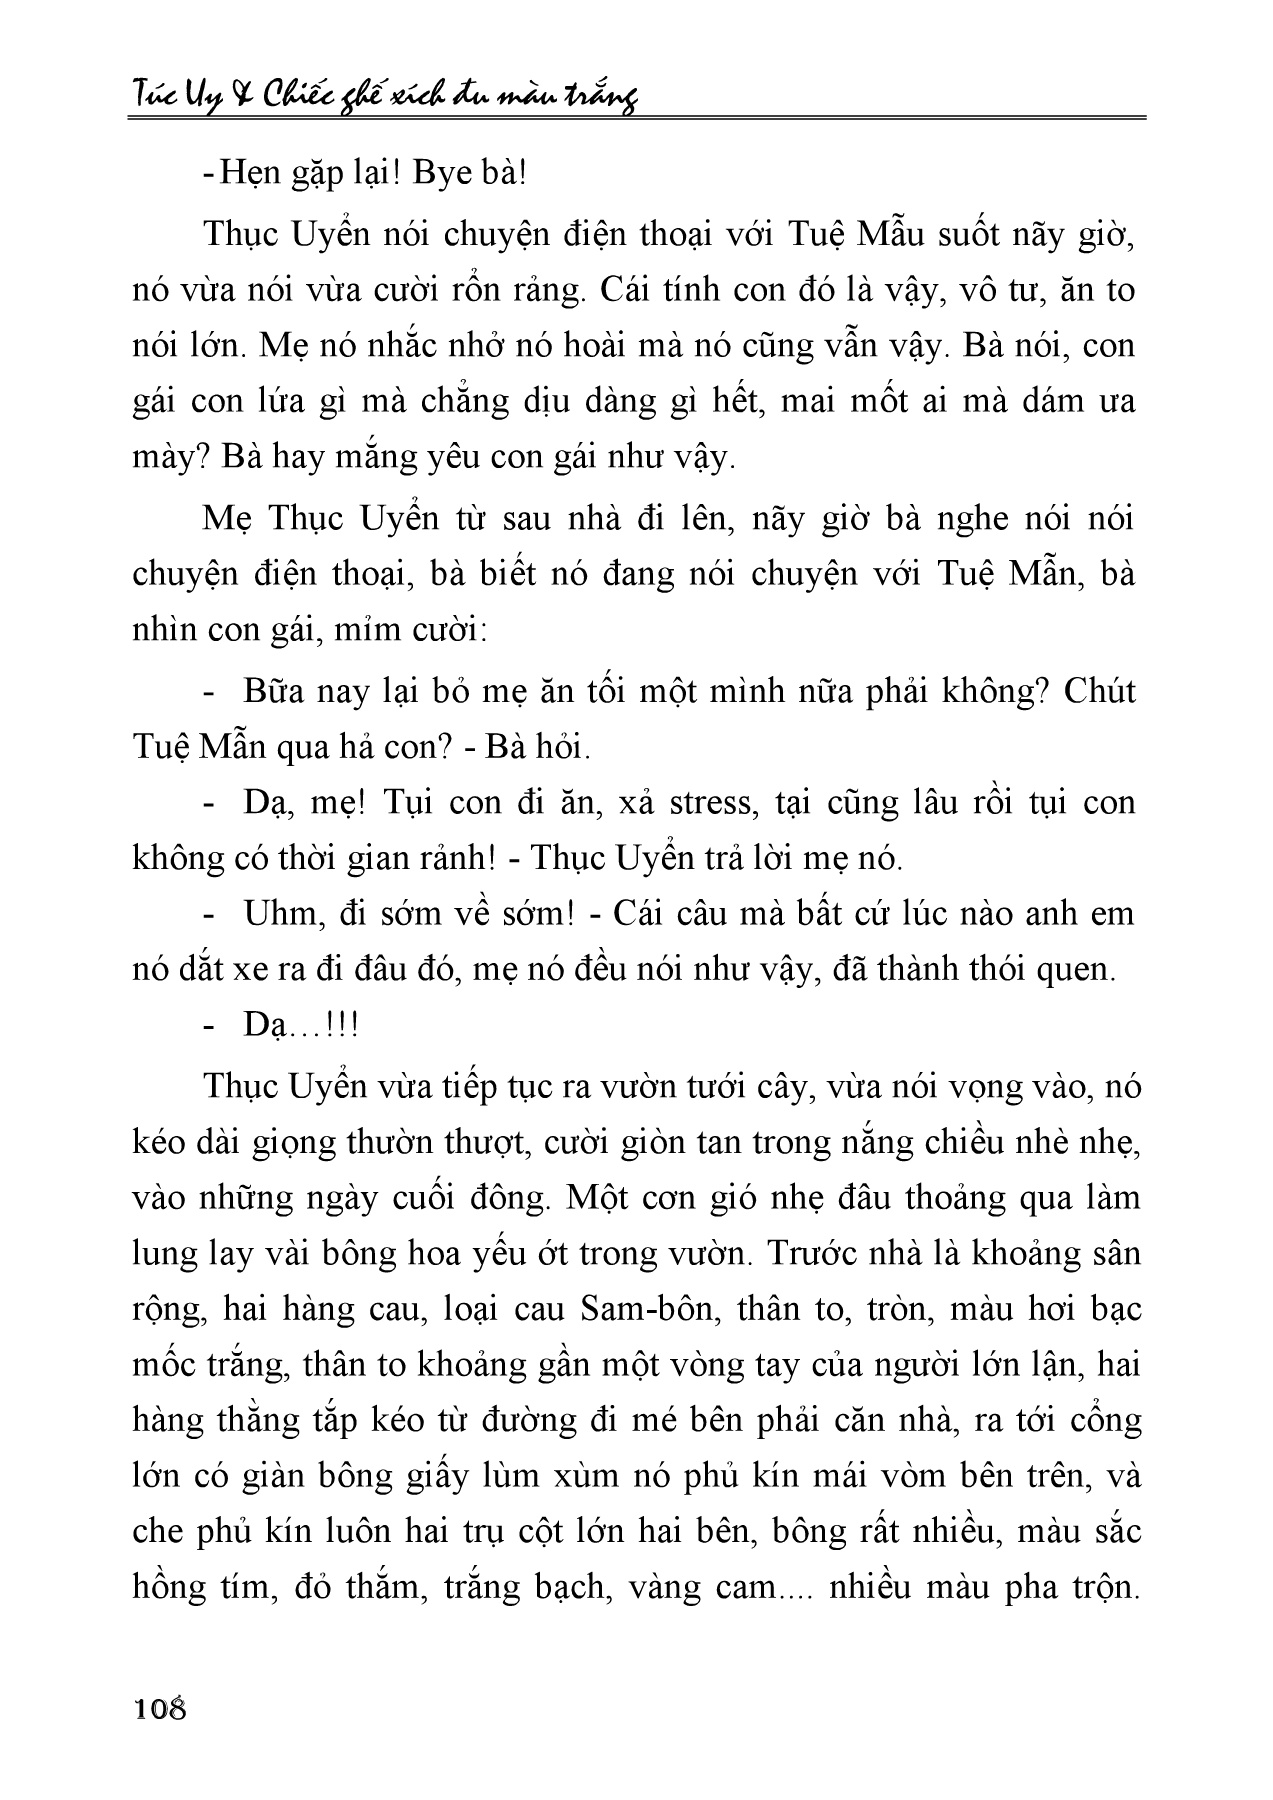 Túc Uy & Chiếc ghế xích đu màu trắng
- Hẹn gặp lại! Bye bà!
Thục Uyển nói chuyện điện thoại với Tuệ Mẫu suốt nãy giờ,
nó vừa nói vừa cười rổn rảng. Cái tính con đó là vậy, vô tư, ăn to
nói lớn. Mẹ nó nhắc nhở nó hoài mà nó cũng vẫn vậy. Bà nói, con
gái con lứa gì mà chẳng dịu dàng gì hết, mai mốt ai mà dám ưa
mày? Bà hay mắng yêu con gái như vậy.
Mẹ Thục Uyển từ sau nhà đi lên, nãy giờ bà nghe nói nói
chuyện điện thoại, bà biết nó đang nói chuyện với Tuệ Mẫn, bà
nhìn con gái, mỉm cười:
- Bữa nay lại bỏ mẹ ăn tối một mình nữa phải không? Chút
Tuệ Mẫn qua hả con? - Bà hỏi.
- Dạ, mẹ! Tụi con đi ăn, xả stress, tại cũng lâu rồi tụi con
không có thời gian rảnh! - Thục Uyển trả lời mẹ nó.
- Uhm, đi sớm về sớm! - Cái câu mà bất cứ lúc nào anh em
nó dắt xe ra đi đâu đó, mẹ nó đều nói như vậy, đã thành thói quen.
- Dạ…!!!
Thục Uyển vừa tiếp tục ra vườn tưới cây, vừa nói vọng vào, nó
kéo dài giọng thườn thượt, cười giòn tan trong nắng chiều nhè nhẹ,
vào những ngày cuối đông. Một cơn gió nhẹ đâu thoảng qua làm
lung lay vài bông hoa yếu ớt trong vườn. Trước nhà là khoảng sân
rộng, hai hàng cau, loại cau Sam-bôn, thân to, tròn, màu hơi bạc
mốc trắng, thân to khoảng gần một vòng tay của người lớn lận, hai
hàng thằng tắp kéo từ đường đi mé bên phải căn nhà, ra tới cổng
lớn có giàn bông giấy lùm xùm nó phủ kín mái vòm bên trên, và
che phủ kín luôn hai trụ cột lớn hai bên, bông rất nhiều, màu sắc
hồng tím, đỏ thắm, trắng bạch, vàng cam.... nhiều màu pha trộn.
108